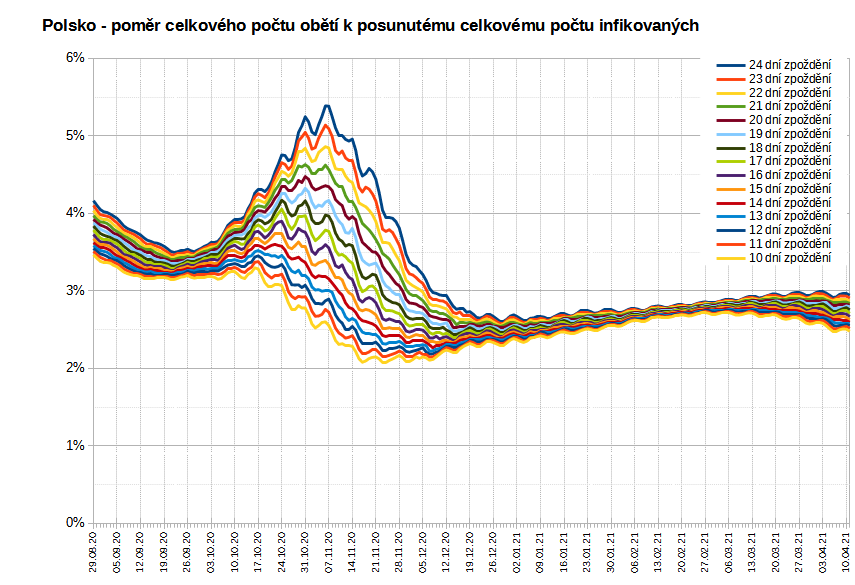 Polsko - poměr celkového počtu obětí k posunutému celkovému počtu infikovaných
6%
5%
4%
3%
2%
1%
0%
24 dní zpoždění
23 dní zpoždění
22 dní zpoždění
21 dní zpoždění
20 dní zpoždění
19 dní zpoždění
18 dní zpoždění
17 dní zpoždění
16 dní zpoždění
15 dní zpoždění
14 dní zpoždění
13 dní zpoždění
12 dní zpoždění
11 dní zpoždění
10 dní zpoždění
29.08.20
05.09.20
12.09.20
19.09.20
26.09.20
03.10.20
10.10.20
17.10.20
24.10.20
31.10.20
07.11.20
14.11.20
21.11.20
28.11.20
05.12.20
12.12.20
19.12.20
26.12.20
02.01.21
09.01.21
16.01.21
23.01.21
30.01.21
06.02.21
13.02.21
20.02.21
27.02.21
06.03.21
13.03.21
20.03.21
27.03.21
03.04.21
10.04.21